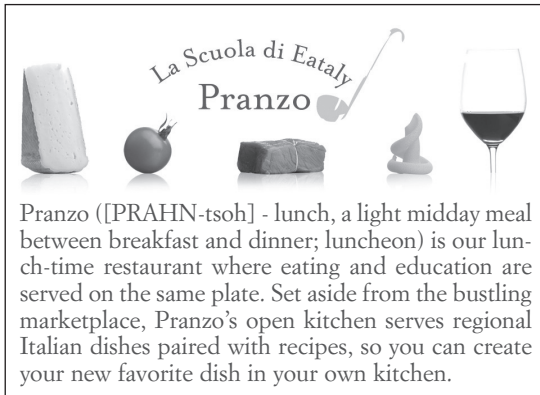 La Scuola di Eataly
Pranzo
Pranzo ([PRAHN-tsoh] - lunch, a light midday meal
between breakfast and dinner; luncheon) is our lun-
ch-time restaurant where eating and education are
served on the same plate. Set aside from the bustling
marketplace, Pranzo's open kitchen serves regional
Italian dishes paired with recipes, so you can create
your new favorite dish in your own kitchen.